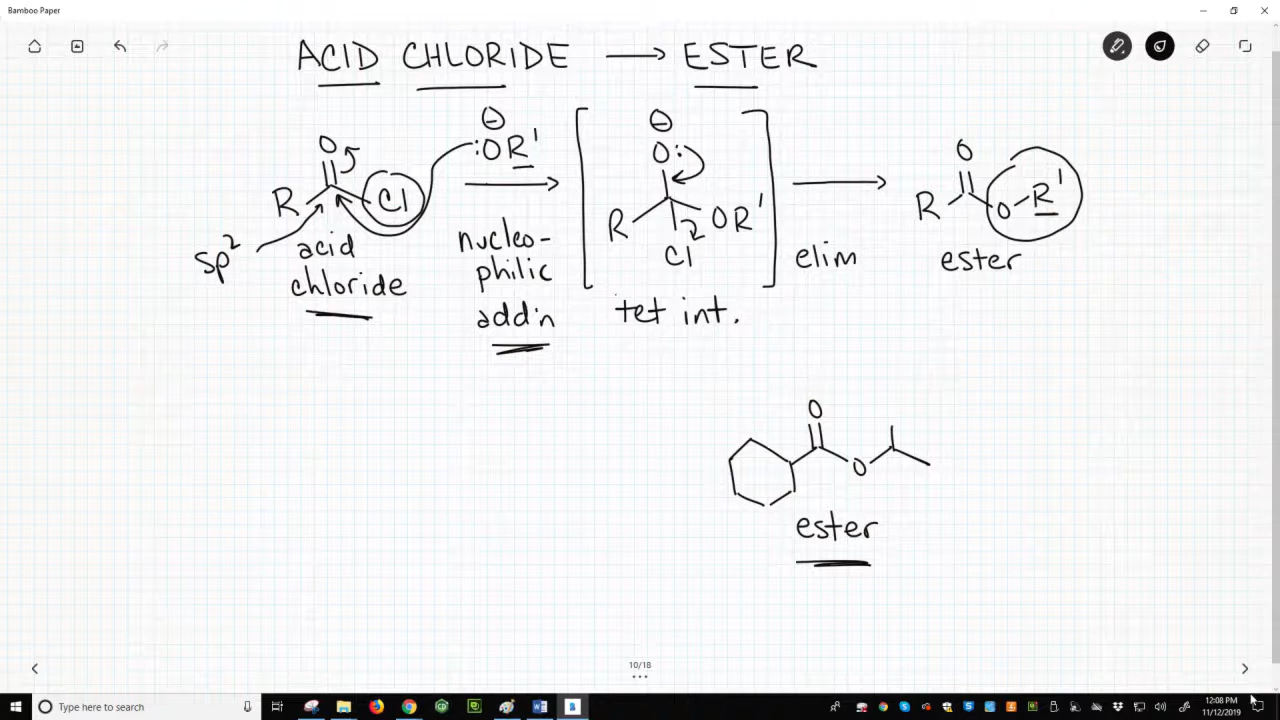 Bamboo Paper
ACID CHLORIDE → ESTER
⊖
⊖
O
:OR'
O:
O
R
Cl
R
OR'
R
O
R'
sp²
acid
chloride
nucleo-
philic
add'n
Cl
elim
ester
tet int.
O
O
ester
10/18
Type here to search
12:08 PM
11/12/2019